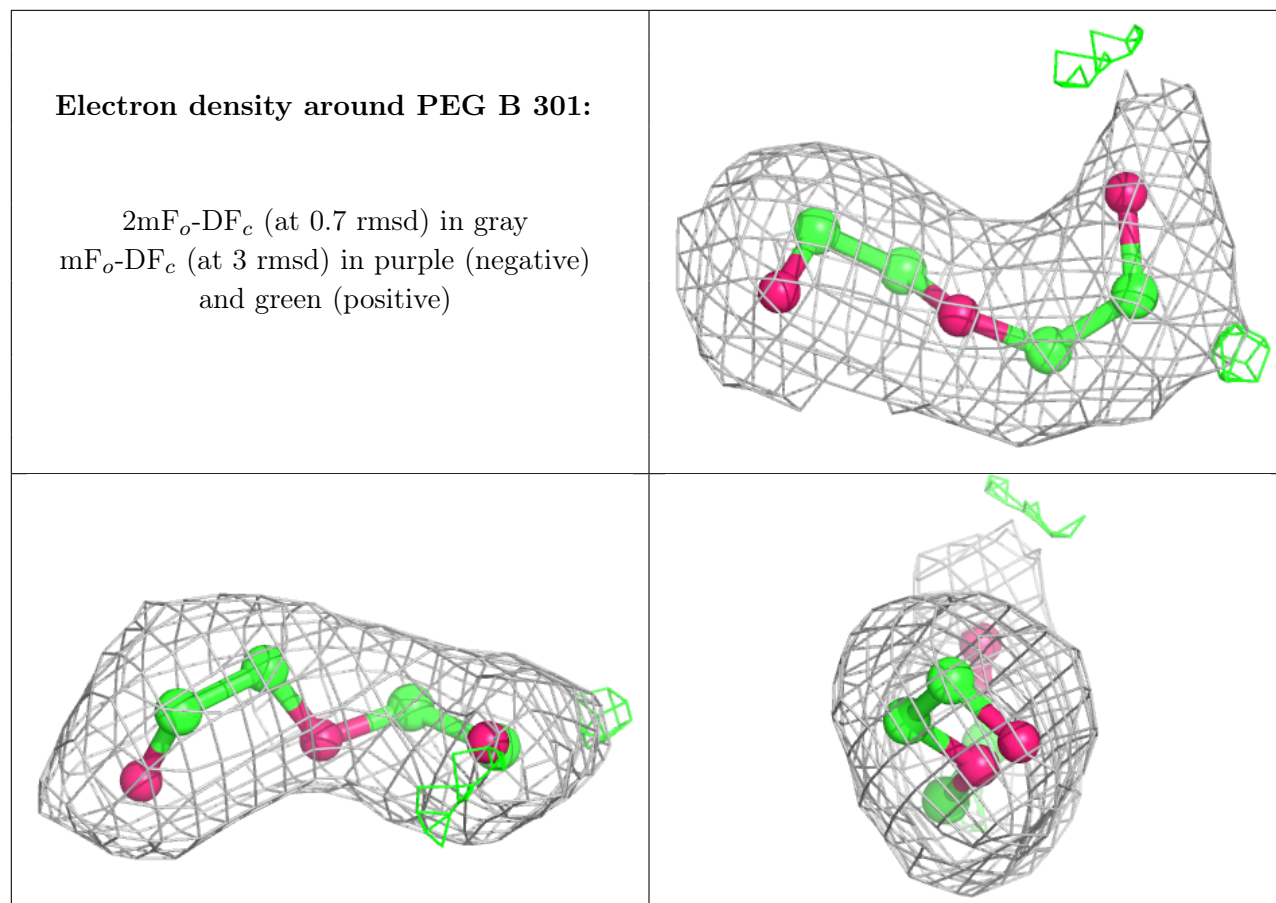 Electron density around PEG B 301:
2mFₒ-DF𝒸 (at 0.7 rmsd) in gray
mFₒ-DF𝒸 (at 3 rmsd) in purple (negative)
and green (positive)